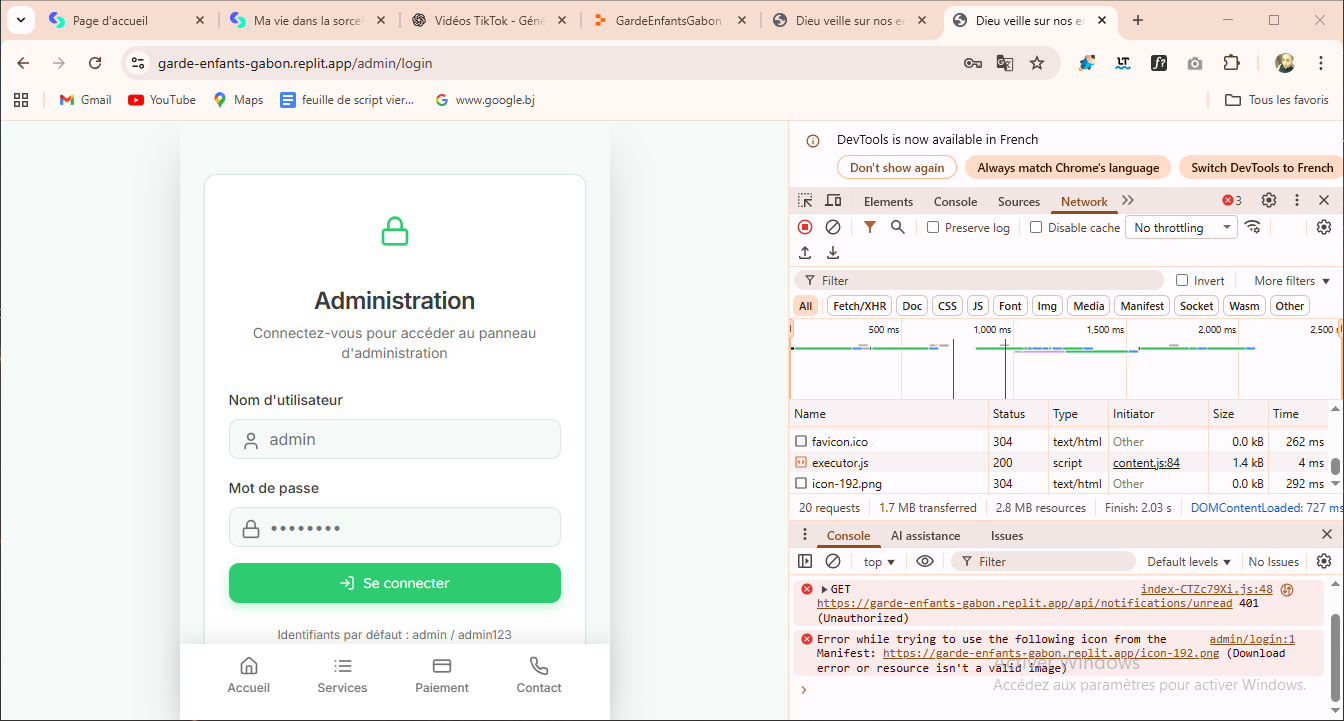 Page d'accueil
Ma vie dans la sorcel
Vidéos TikTok - Géné
GardeEnfantsGabon
Dieu veille sur nos en
Dieu veille sur nos en
garde-enfants-gabon.replit.app/admin/login
Gmail
YouTube
Maps
feuille de script vier...
www.google.bj
Tous les favoris
Administration
Connectez-vous pour accéder au panneau
d'administration
Nom d'utilisateur
admin
Mot de passe
Se connecter
Identifiants par défaut : admin / admin123
Accueil
Services
Paiement
Contact
DevTools is now available in French
Don't show again
Always match Chrome's language
Switch DevTools to French
Elements
Console
Sources
Network
3
Preserve log
Disable cache
No throttling
Filter
Invert
More filters
All
Fetch/XHR
Doc
CSS
JS
Font
Img
Media
Manifest
Socket
Wasm
Other
500 ms
1,000 ms
1,500 ms
2,000 ms
2,500 m
Name Status Type Initiator Size Time
favicon.ico 304 text/html Other 0.0 kB 262 ms
executor.js 200 script content.js:84 1.4 kB 4 ms
icon-192.png 304 text/html Other 0.0 kB 292 ms
20 requests 1.7 MB transferred 2.8 MB resources Finish: 2.03 s DOMContentLoaded: 727 ms
Console
AI assistance
Issues
top
Filter
Default levels
No Issues
GET index-CTZc79Xi.js:48
https://garde-enfants-gabon.replit.app/api/notifications/unread 401
(Unauthorized)
Error while trying to use the following icon from the admin/login:1
Manifest: https://garde-enfants-gabon.replit.app/icon-192.png (Download
error or resource isn't a valid image)
Activer Windows
Accédez aux paramètres pour activer Windows.